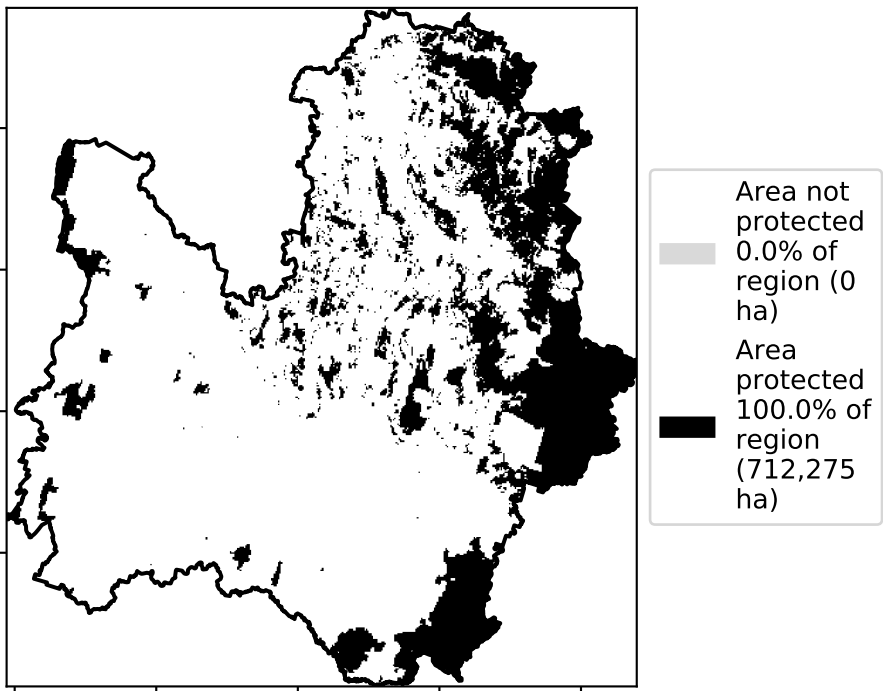 Area not
protected
0.0% of
region (0
ha)
Area
protected
100.0% of
region
(712,275
ha)